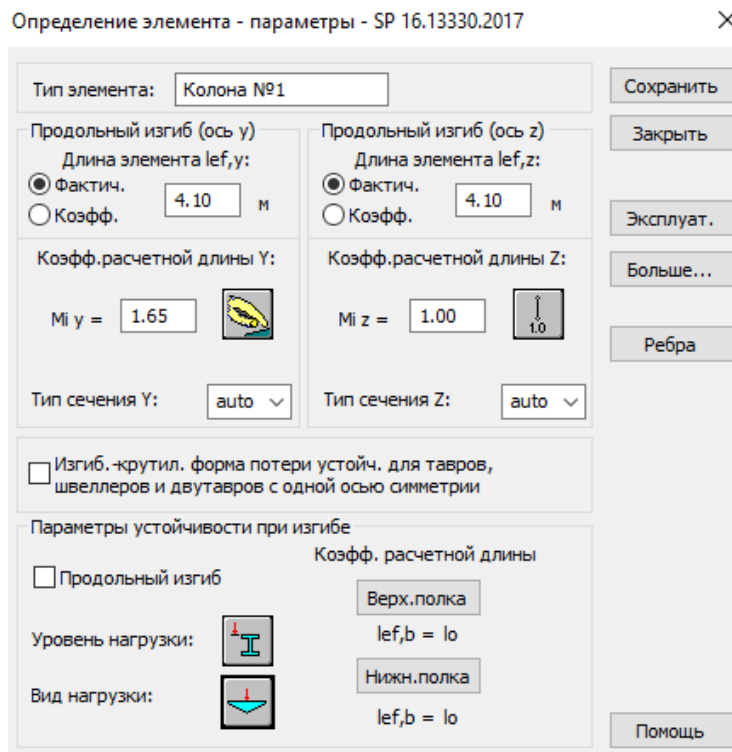 Определение элемента - параметры - SP 16.13330.2017
Тип элемента: Колона №1
Сохранить
Закрыть
Продольный изгиб (ось y)
Длина элемента lef,y:
Фактич.
Коэфф.
4.10 м
Продольный изгиб (ось z)
Длина элемента lef,z:
Фактич.
Коэфф.
4.10 м
Эксплуат.
Больше...
Ребра
Коэфф.расчетной длины Y:
Mi y = 1.65
Тип сечения Y: auto
Коэфф.расчетной длины Z:
Mi z = 1.00
1.0
Тип сечения Z: auto
Изгиб.-крутил. форма потери устойч. для тавров,
швеллеров и двутавров с одной осью симметрии
Параметры устойчивости при изгибе
Продольный изгиб
Уровень нагрузки:
Вид нагрузки:
Коэфф. расчетной длины
Верх.полка
lef,b = lo
Нижн.полка
lef,b = lo
Помощь